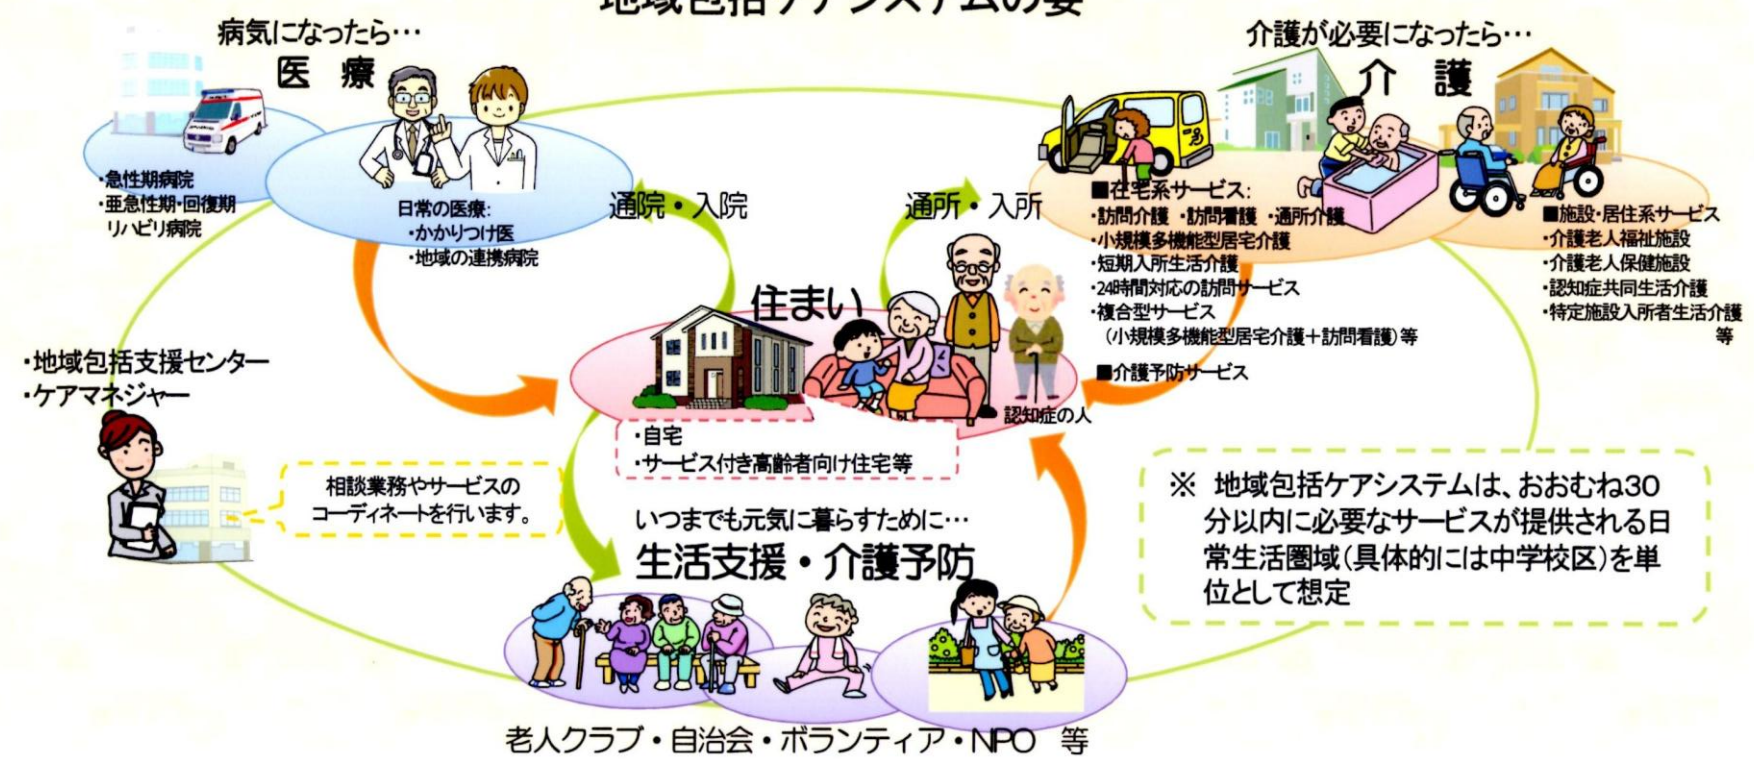 地域包括ケアシステムの姿
病気になったら…
医療
・急性期病院
・亜急性期・回復期
リハビリ病院
日常の医療:
・かかりつけ医
・地域の連携病院
通院・入院
通所・入所
介護が必要になったら…
介護
■在宅系サービス:
・訪問介護 ・訪問看護 ・通所介護
・小規模多機能型居宅介護
・短期入所生活介護
・24時間対応の訪問サービス
・複合型サービス
(小規模多機能型居宅介護+訪問看護)等
■介護予防サービス
■施設・居住系サービス
・介護老人福祉施設
・介護老人保健施設
・認知症共同生活介護
・特定施設入所者生活介護
等
住まい
認知症の人
・自宅
・サービス付き高齢者向け住宅等
・地域包括支援センター
・ケアマネジャー
相談業務やサービスの
コーディネートを行います。
いつまでも元気に暮らすために…
生活支援・介護予防
老人クラブ・自治会・ボランティア・NPO 等
※ 地域包括ケアシステムは、おおむね30
分以内に必要なサービスが提供される日
常生活圏域(具体的には中学校区)を単
位として想定